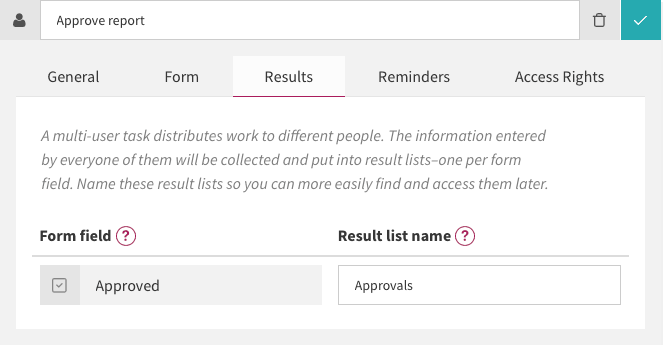 Approve report
General Form Results Reminders Access Rights
A multi-user task distributes work to different people. The information entered
by everyone of them will be collected and put into result lists–one per form
field. Name these result lists so you can more easily find and access them later.
Form field ? Result list name ?
Approved Approvals